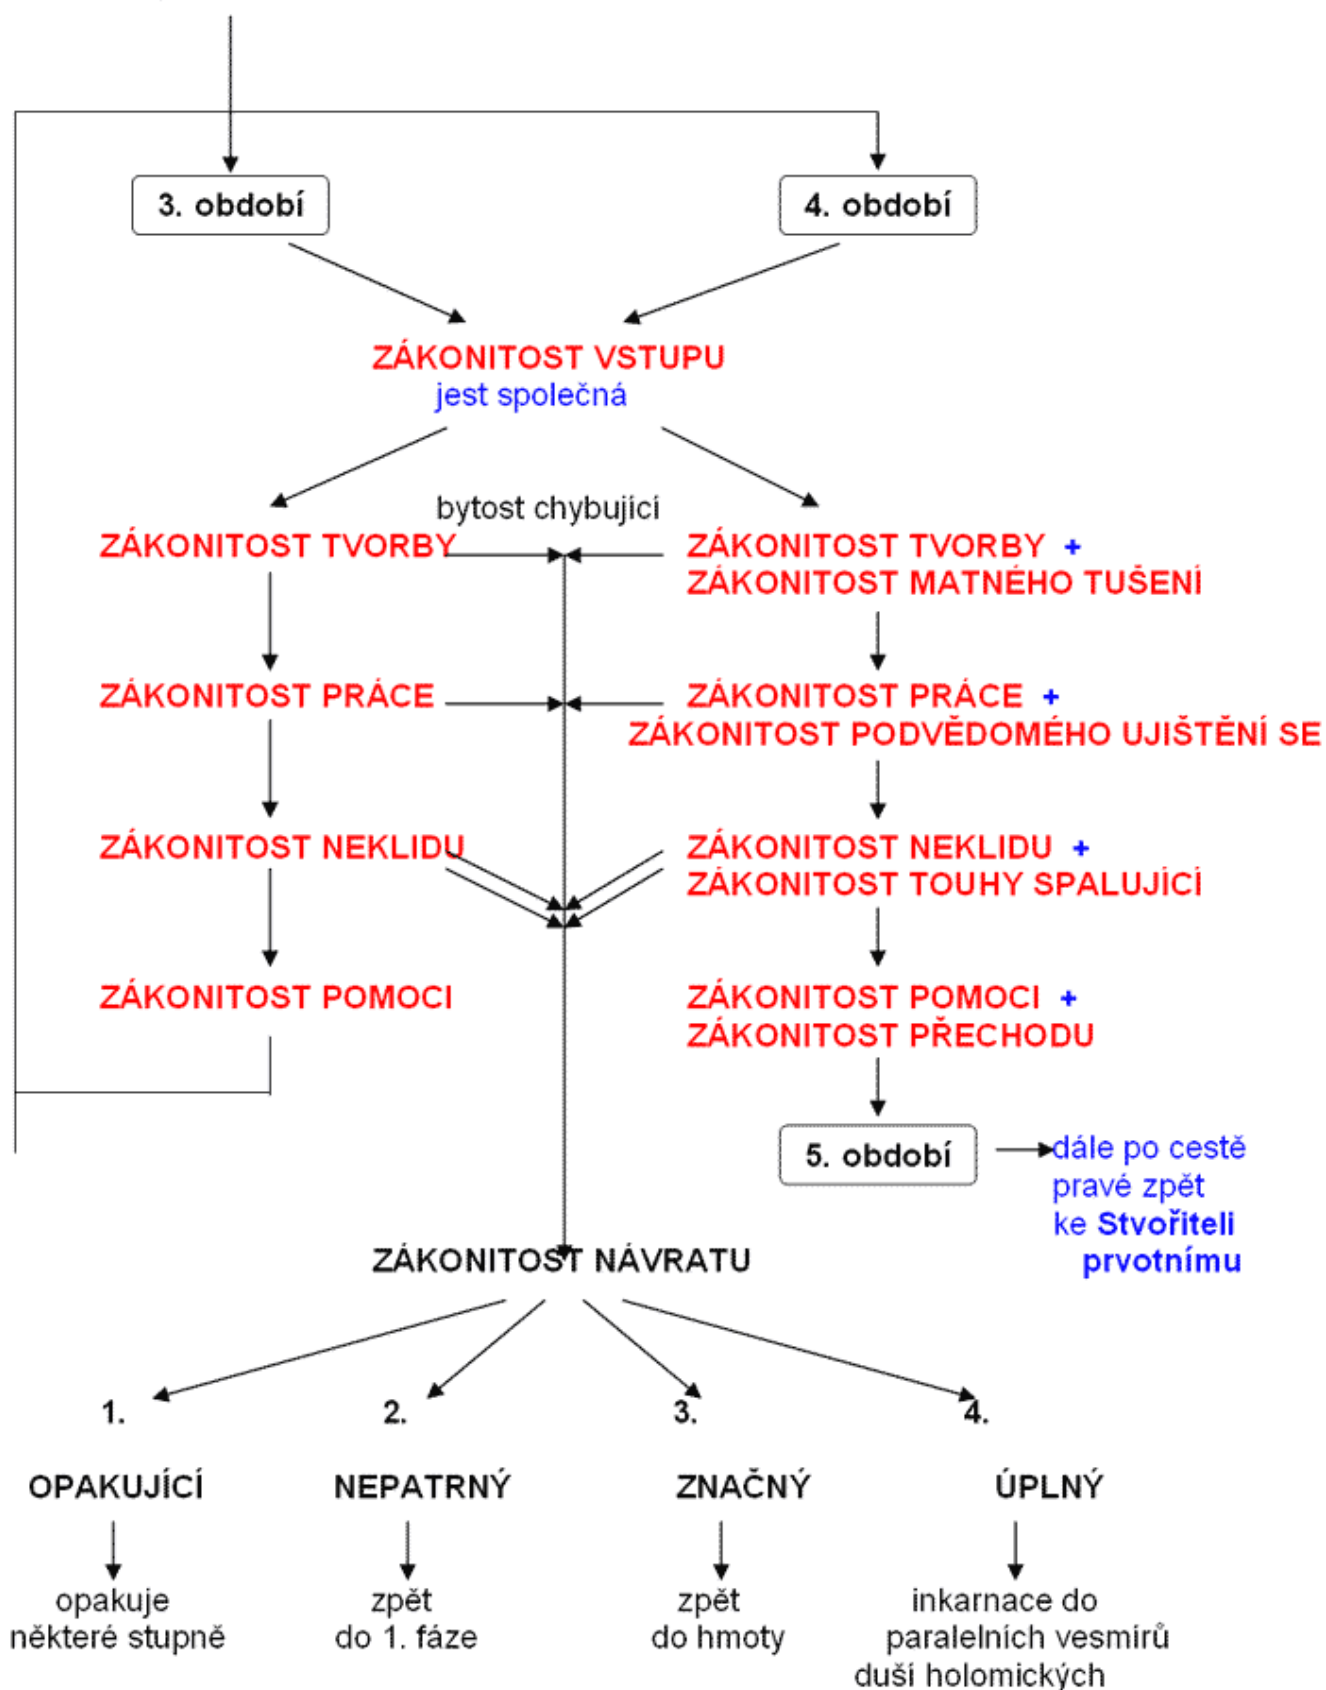 3. období
4. období
ZÁKONITOST VSTUPU
jest společná
bytost chybující
ZÁKONITOST TVORBY
ZÁKONITOST TVORBY +
ZÁKONITOST MATNÉHO TUŠENÍ
ZÁKONITOST PRÁCE
ZÁKONITOST PRÁCE +
ZÁKONITOST PODVĚDOMÉHO UJIŠTĚNÍ SE
ZÁKONITOST NEKLIDU
ZÁKONITOST NEKLIDU +
ZÁKONITOST TOUHY SPALUJÍCÍ
ZÁKONITOST POMOCI
ZÁKONITOST POMOCI +
ZÁKONITOST PŘECHODU
5. období
dále po cestě
pravé zpět
ke Stvořiteli
prvotnímu
ZÁKONITOST NÁVRATU
1.
2.
3.
4.
OPAKUJÍCÍ
NEPATRNÝ
ZNAČNÝ
ÚPLNÝ
opakuje
některé stupně
zpět
do 1. fáze
zpět
do hmoty
inkarnace do
paralelních vesmírů
duší holomických